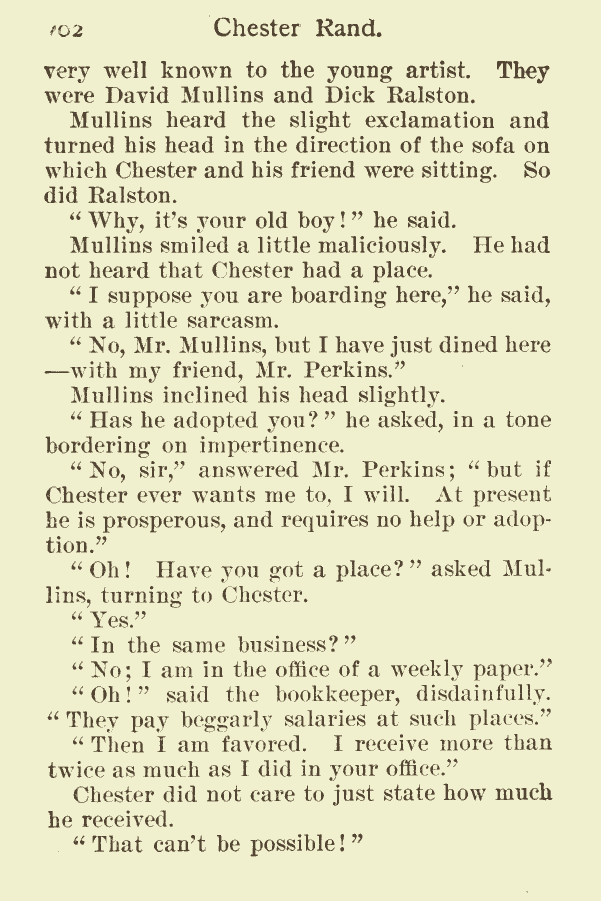 102 Chester Rand.
very well known to the young artist. They
were David Mullins and Dick Ralston.
Mullins heard the slight exclamation and
turned his head in the direction of the sofa on
which Chester and his friend were sitting. So
did Ralston.
“ Why, it’s your old boy! ” he said.
Mullins smiled a little maliciously. He had
not heard that Chester had a place.
“ I suppose you are boarding here,” he said,
with a little sarcasm.
“ No, Mr. Mullins, but I have just dined here
—with my friend, Mr. Perkins.”
Mullins inclined his head slightly.
“ Has he adopted you? ” he asked, in a tone
bordering on impertinence.
“ No, sir,” answered Mr. Perkins; “ but if
Chester ever wants me to, I will. At present
he is prosperous, and requires no help or adop-
tion.”
“ Oh! Have you got a place? ” asked Mul-
lins, turning to Chester.
“ Yes.”
“ In the same business? ”
“ No; I am in the office of a weekly paper.”
“ Oh! ” said the bookkeeper, disdainfully.
“ They pay beggarly salaries at such places.”
“ Then I am favored. I receive more than
twice as much as I did in your office.”
Chester did not care to just state how much
he received.
“ That can’t be possible! ”